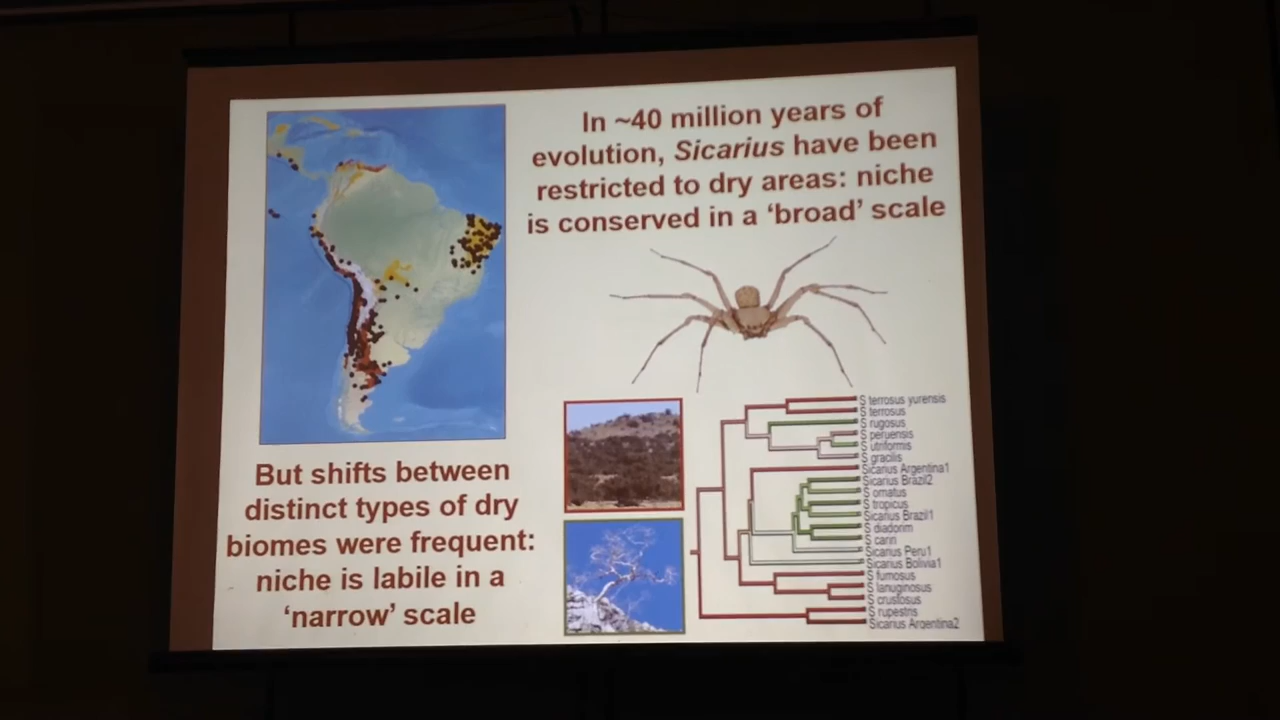 In ~40 million years of
evolution, Sicarius have been
restricted to dry areas: niche
is conserved in a ‘broad’ scale
But shifts between
distinct types of dry
biomes were frequent:
niche is labile in a
‘narrow’ scale
S terrosus yurensis
S terrosus
S rugosus
S peruensis
S utriformis
S gracilis
Sicarius Argentina1
Sicarius Brazil2
S ornatus
S tropicus
Sicarius Brazil1
S diadorim
S cariri
Sicarius Peru1
Sicarius Bolivia1
S fumosus
S lanuginosus
S crustosus
S rupestris
Sicarius Argentina2